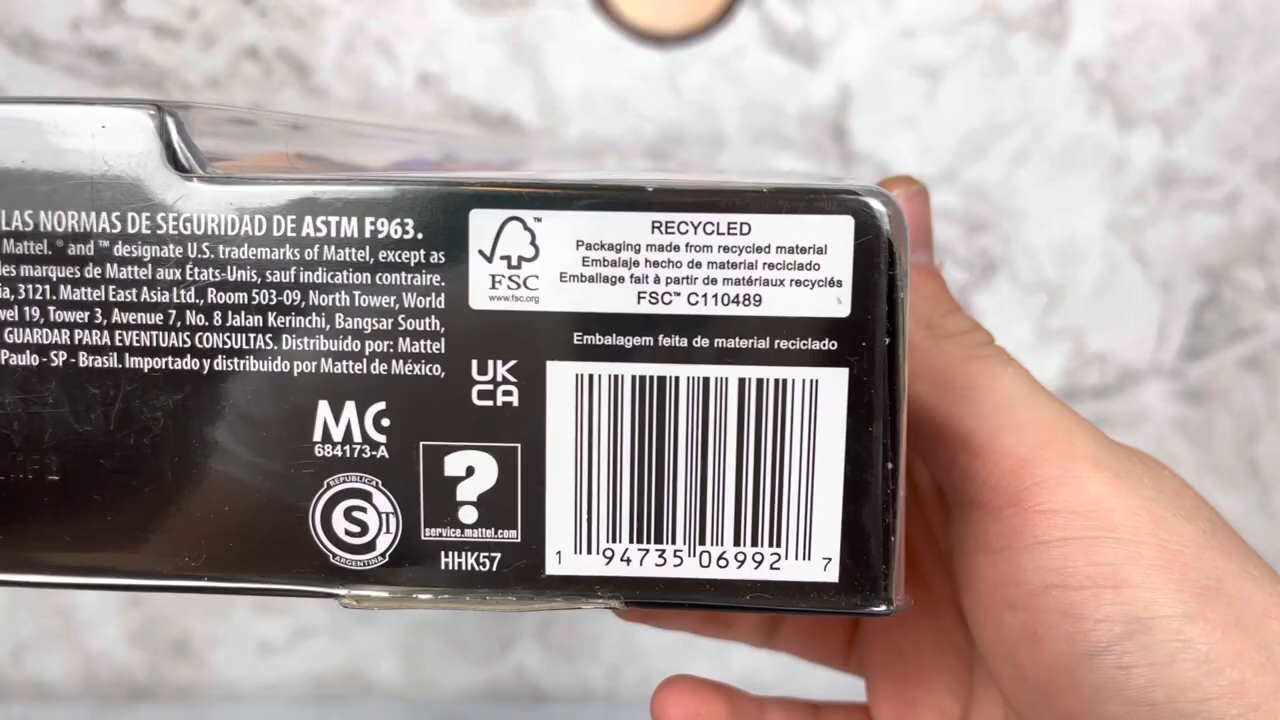 LAS NORMAS DE SEGURIDAD DE ASTM F963.
Mattel. ® and ™ designate U.S. trademarks of Mattel, except as
les marques de Mattel aux États-Unis, sauf indication contraire.
ia, 3121. Mattel East Asia Ltd., Room 503-09, North Tower, World
vel 19, Tower 3, Avenue 7, No. 8 Jalan Kerinchi, Bangsar South,
GUARDAR PARA EVENTUAIS CONSULTAS. Distribuído por: Mattel
Paulo - SP - Brasil. Importado y distribuido por Mattel de México,
™
FSC
www.fsc.org
RECYCLED
Packaging made from recycled material
Embalaje hecho de material reciclado
Emballage fait à partir de matériaux recyclés
FSC™ C110489
Embalagem feita de material reciclado
UK
CA
MC
684173-A
REPUBLICA
S
ARGENTINA
?
service.mattel.com
HHK57
1 94735 06992 7